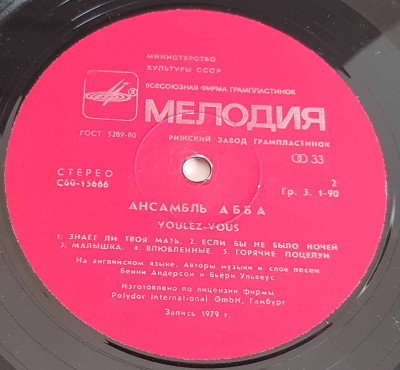 МИНИСТЕРСТВО
КУЛЬТУРЫ СССР
ВСЕСОЮЗНАЯ ФИРМА ГРАМПЛАСТИНОК
МЕЛОДИЯ
ГОСТ 5289-80
РИЖСКИЙ ЗАВОД ГРАМПЛАСТИНОК
33
СТЕРЕО
С60-15666
2
Гр. 3. 1-90
АНСАМБЛЬ АББА
VOULEZ-VOUS
1. ЗНАЕТ ЛИ ТВОЯ МАТЬ. 2. ЕСЛИ БЫ НЕ БЫЛО НОЧЕЙ
3. МАЛЫШКА. 4. ВЛЮБЛЕННЫЕ. 5. ГОРЯЧИЕ ПОЦЕЛУИ
На английском языке. Авторы музыки и слов песен
Бенни Андерсон и Бьёрн Ульвеус
Изготовлено по лицензии фирмы
Polydor International GmbH, Гамбург
Запись 1979 г.